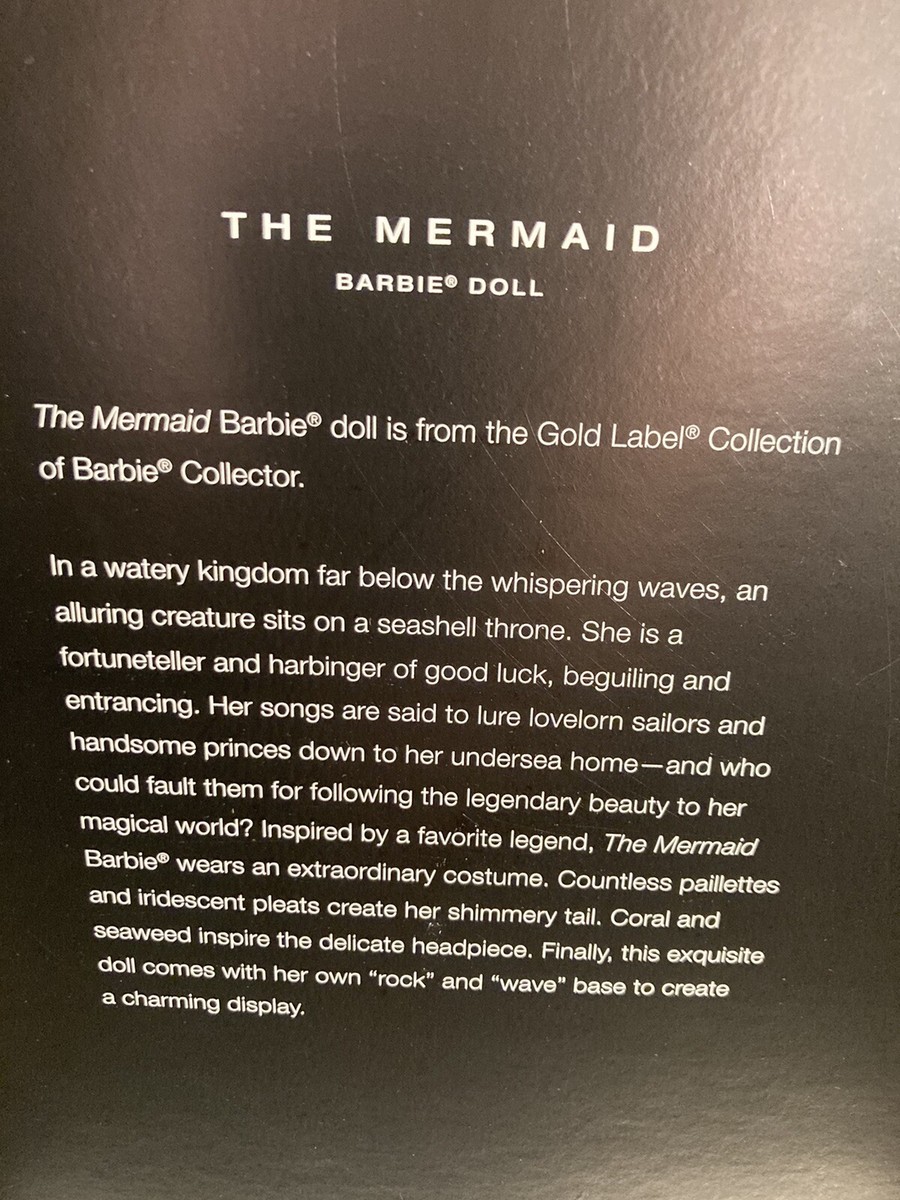 THE MERMAID
BARBIE® DOLL
The Mermaid Barbie® doll is from the Gold Label® Collection
of Barbie® Collector.
In a watery kingdom far below the whispering waves, an
alluring creature sits on a seashell throne. She is a
fortuneteller and harbinger of good luck, beguiling and
entrancing. Her songs are said to lure lovelorn sailors and
handsome princes down to her undersea home—and who
could fault them for following the legendary beauty to her
magical world? Inspired by a favorite legend, The Mermaid
Barbie® wears an extraordinary costume. Countless paillettes
and iridescent pleats create her shimmery tail. Coral and
seaweed inspire the delicate headpiece. Finally, this exquisite
doll comes with her own “rock” and “wave” base to create
a charming display.